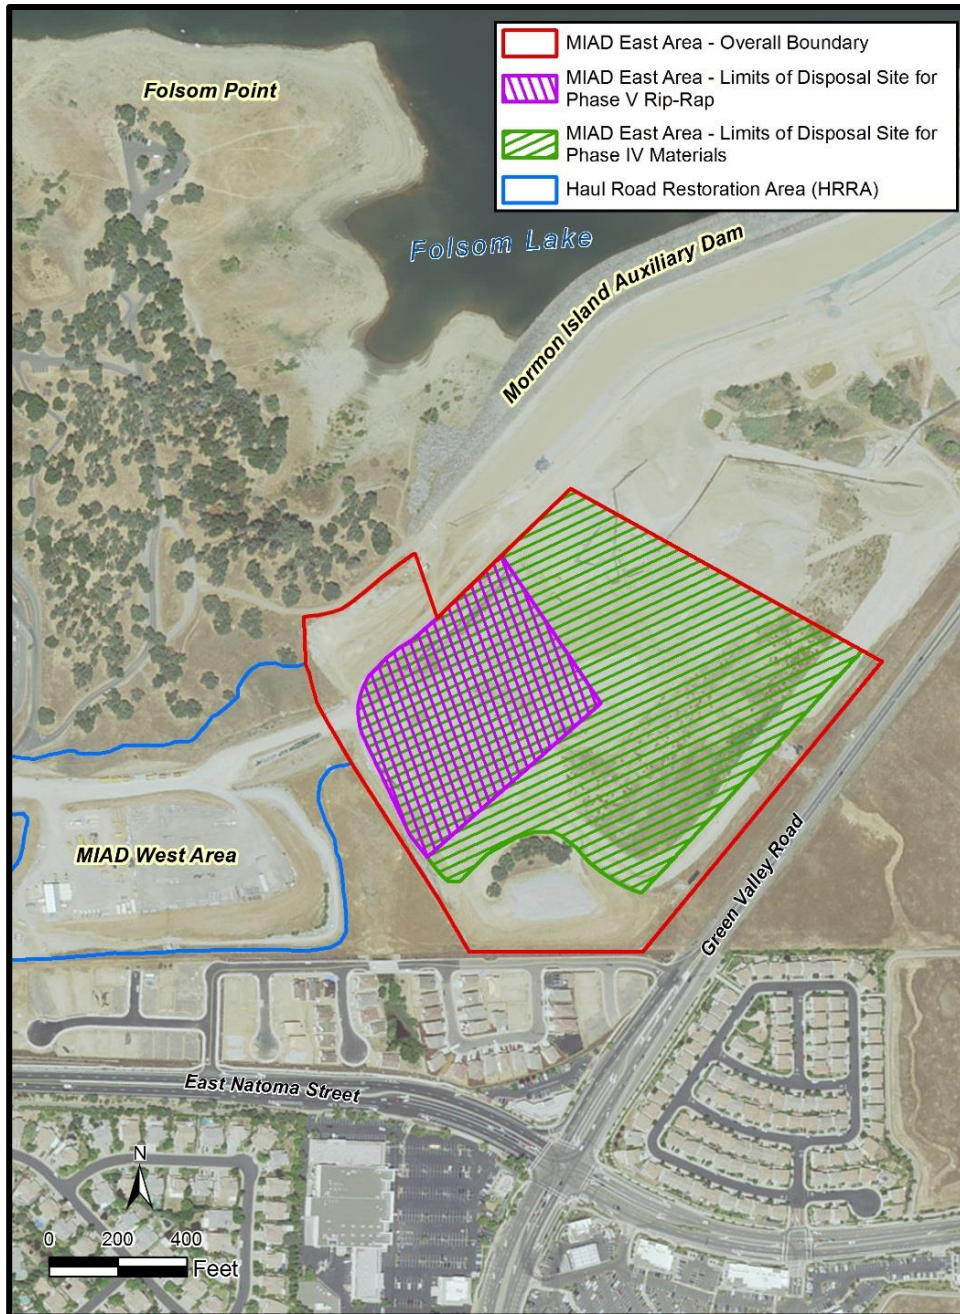 MIAD East Area - Overall Boundary
MIAD East Area - Limits of Disposal Site for
Phase V Rip-Rap
MIAD East Area - Limits of Disposal Site for
Phase IV Materials
Haul Road Restoration Area (HRRA)
Folsom Point
Folsom Lake
Mormon Island Auxiliary Dam
MIAD West Area
Green Valley Road
East Natoma Street
N
0 200 400
Feet